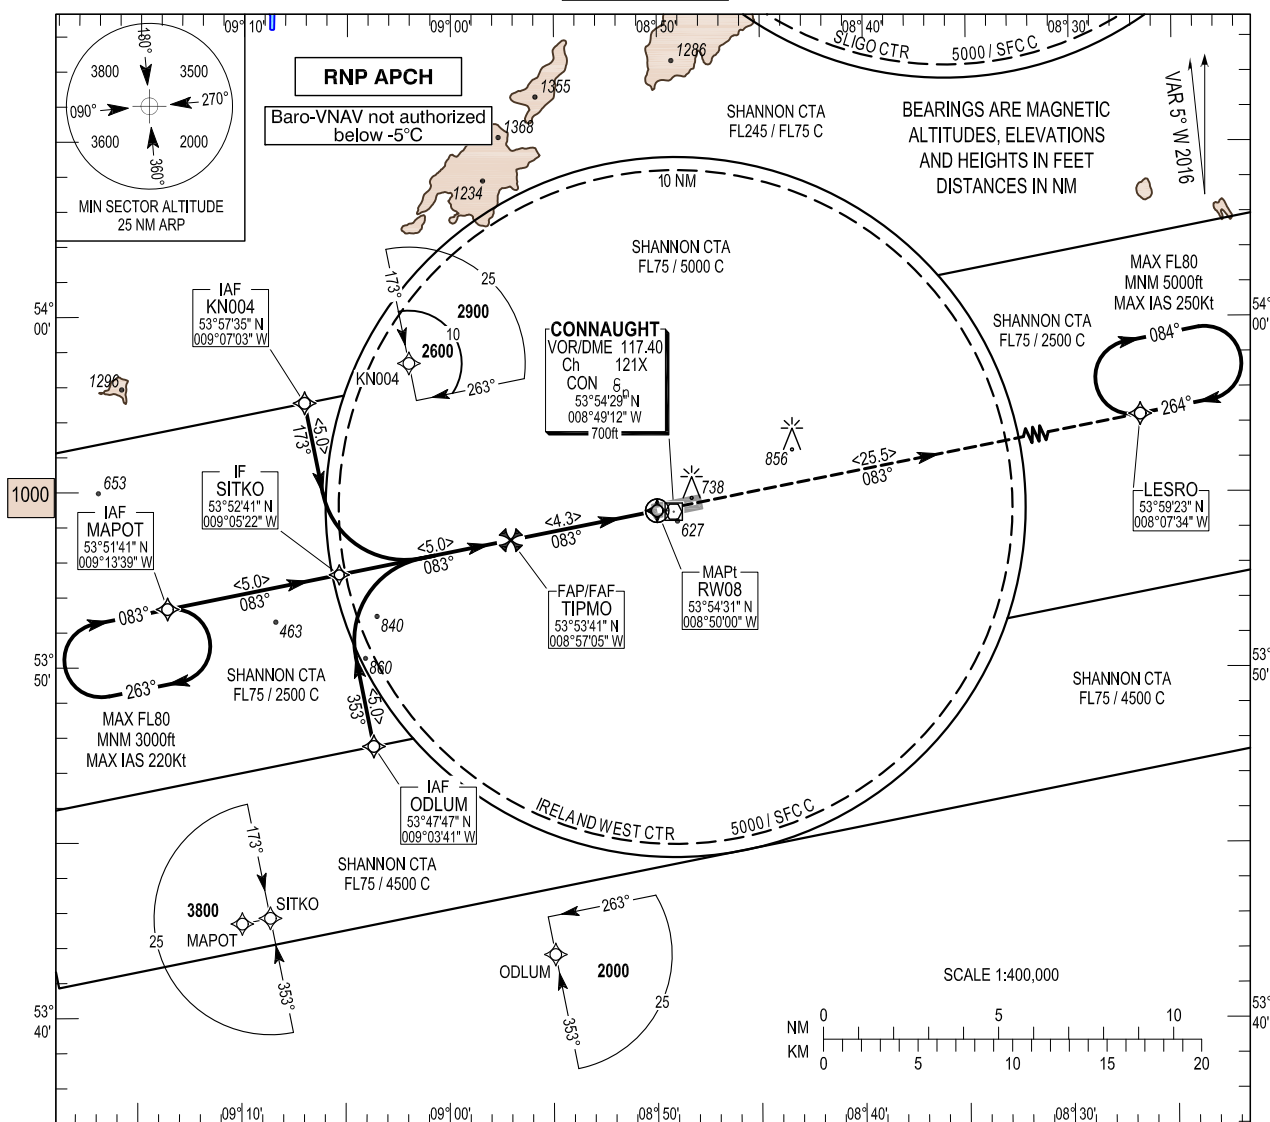 09°10'
09°00'
08°50'
08°40'
08°30'
180°
3800
3500
090°
270°
3600
2000
360°
MIN SECTOR ALTITUDE
25 NM ARP
RNP APCH
Baro-VNAV not authorized
below -5°C
1286
1355
1368
1234
SLIGO CTR
5000 / SFC C
SHANNON CTA
FL245 / FL75 C
BEARINGS ARE MAGNETIC
ALTITUDES, ELEVATIONS
AND HEIGHTS IN FEET
DISTANCES IN NM
VAR 5° W 2016
10 NM
SHANNON CTA
FL75 / 5000 C
MAX FL80
MNM 5000ft
MAX IAS 250Kt
SHANNON CTA
FL75 / 2500 C
084°
264°
54°
00'
54°
00'
IAF
KN004
53°57'35" N
009°07'03" W
173°
25
2900
10
2600
KN004
263°
CONNAUGHT
VOR/DME 117.40
Ch 121X
CON
53°54'29" N
008°49'12" W
700ft
1296
<5.0>
173°
856
738
627
<25.5>
083°
LESRO
53°59'23" N
008°07'34" W
1000
653
IF
SITKO
53°52'41" N
009°05'22" W
IAF
MAPOT
53°51'41" N
009°13'39" W
<5.0>
083°
<5.0>
083°
<4.3>
083°
MAPt
RW08
53°54'31" N
008°50'00" W
FAP/FAF
TIPMO
53°53'41" N
008°57'05" W
083°
463
840
860
263°
SHANNON CTA
FL75 / 2500 C
MAX FL80
MNM 3000ft
MAX IAS 220Kt
<5.0>
353°
53°
50'
53°
50'
SHANNON CTA
FL75 / 4500 C
IAF
ODLUM
53°47'47" N
009°03'41" W
IRELAND WEST CTR
5000 / SFC C
SHANNON CTA
FL75 / 4500 C
173°
3800
SITKO
MAPOT
25
353°
263°
ODLUM
2000
25
353°
SCALE 1:400,000
53°
40'
53°
40'
NM
0 5 10
KM
0 5 10 15 20
09°10'
09°00'
08°50'
08°40'
08°30'